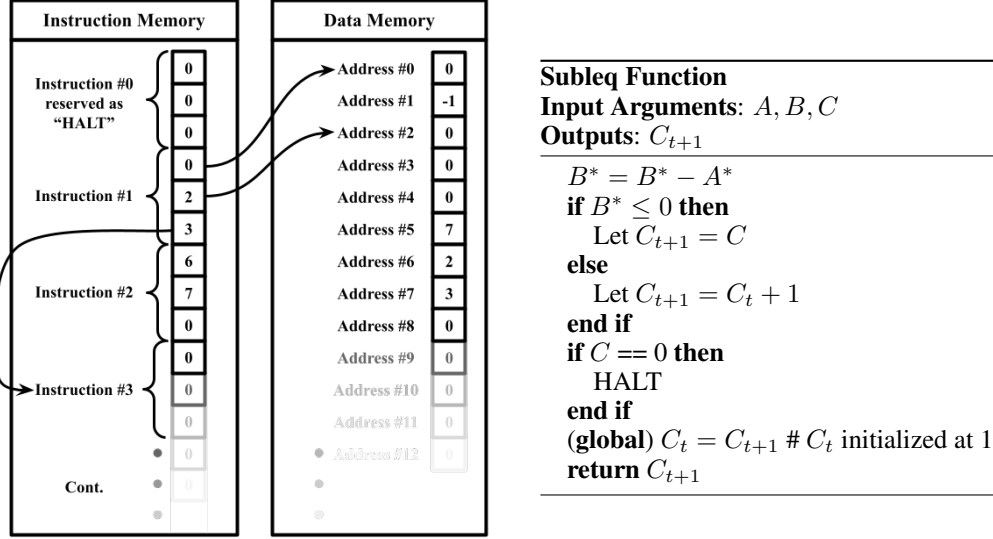 Instruction Memory
Instruction #0
reserved as
“HALT”
0
0
0
Instruction #1
0
2
3
Instruction #2
6
7
0
Instruction #3
0
0
0
0
Cont.
0
Data Memory
Address #0 0
Address #1 -1
Address #2 0
Address #3 0
Address #4 0
Address #5 7
Address #6 2
Address #7 3
Address #8 0
Address #9 0
Address #10 0
Address #11 0
Address #12 0
Subleq Function
Input Arguments: A, B, C
Outputs: C_{t+1}
B* = B* − A*
if B* ≤ 0 then
Let C_{t+1} = C
else
Let C_{t+1} = C_t + 1
end if
if C == 0 then
HALT
end if
(global) C_t = C_{t+1} # C_t initialized at 1
return C_{t+1}